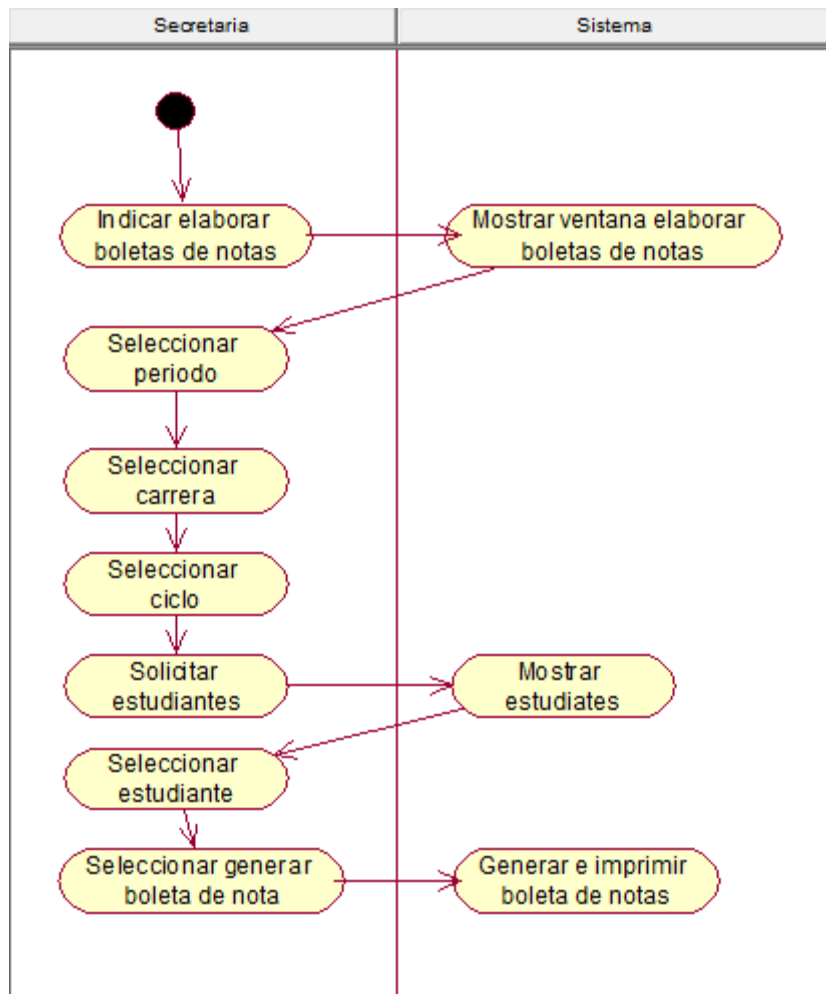 Secretaria
Sistema
Indicar elaborar
boletas de notas
Mostrar ventana elaborar
boletas de notas
Seleccionar
periodo
Seleccionar
carrera
Seleccionar
ciclo
Solicitar
estudiantes
Mostrar
estudiates
Seleccionar
estudiante
Seleccionar generar
boleta de nota
Generar e imprimir
boleta de notas